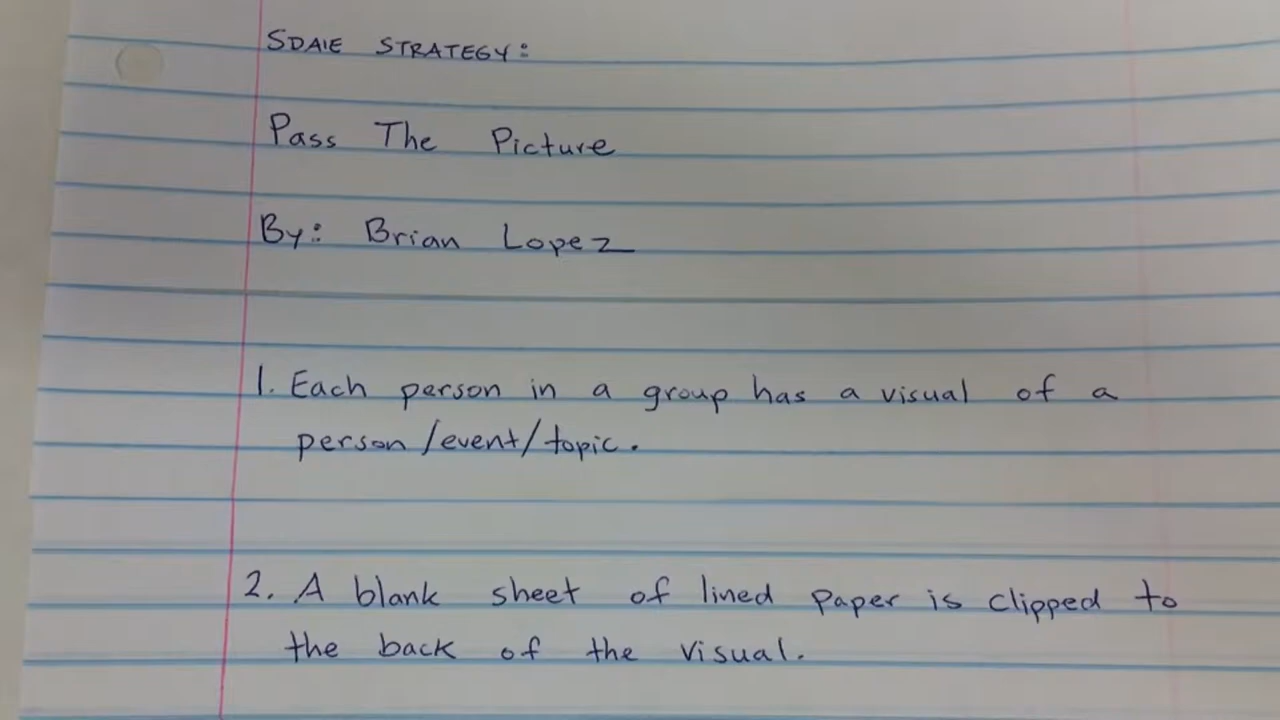 SDAIE STRATEGY:
Pass The Picture
By: Brian Lopez
1. Each person in a group has a visual of a
person/event/topic.
2. A blank sheet of lined paper is clipped to
the back of the visual.